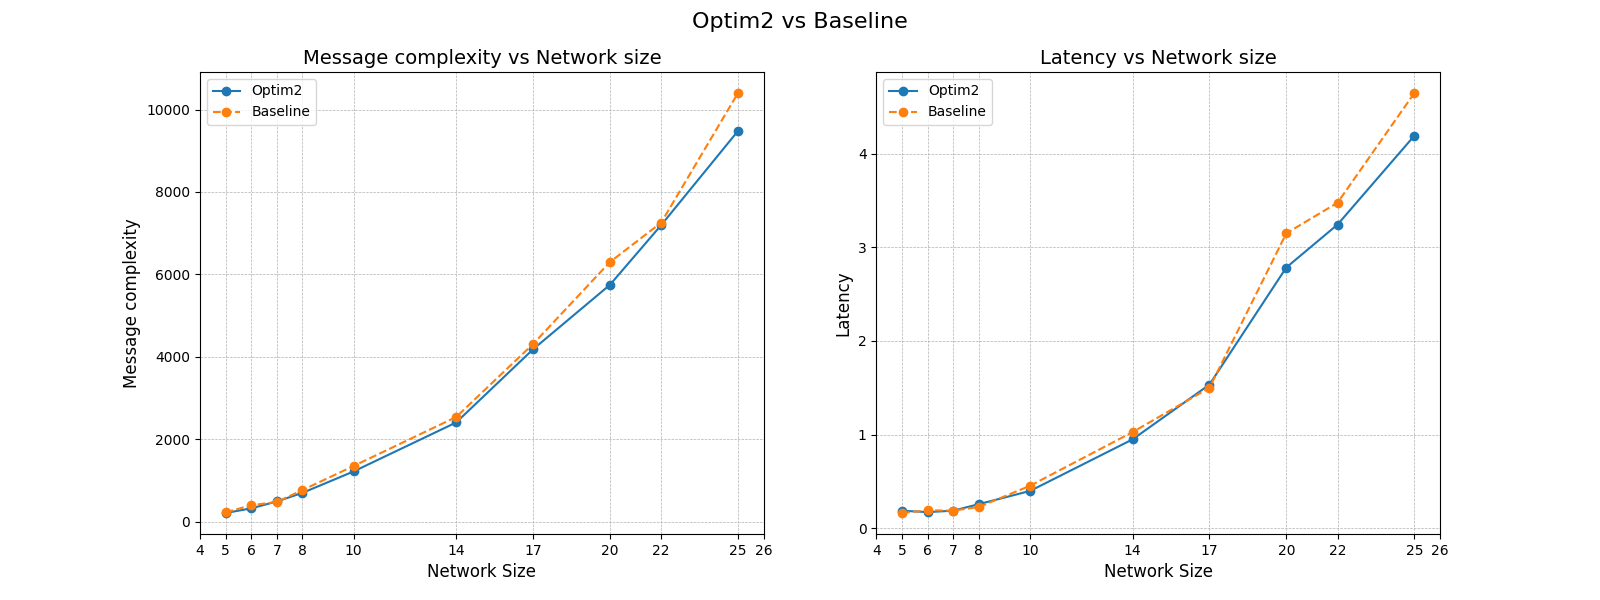 Optim2 vs Baseline
Message complexity vs Network size
Optim2
Baseline
10000
8000
6000
4000
2000
0
Message complexity
4 5 6 7 8 10 14 17 20 22 25 26
Network Size
Latency vs Network size
Optim2
Baseline
4
3
2
1
0
Latency
4 5 6 7 8 10 14 17 20 22 25 26
Network Size